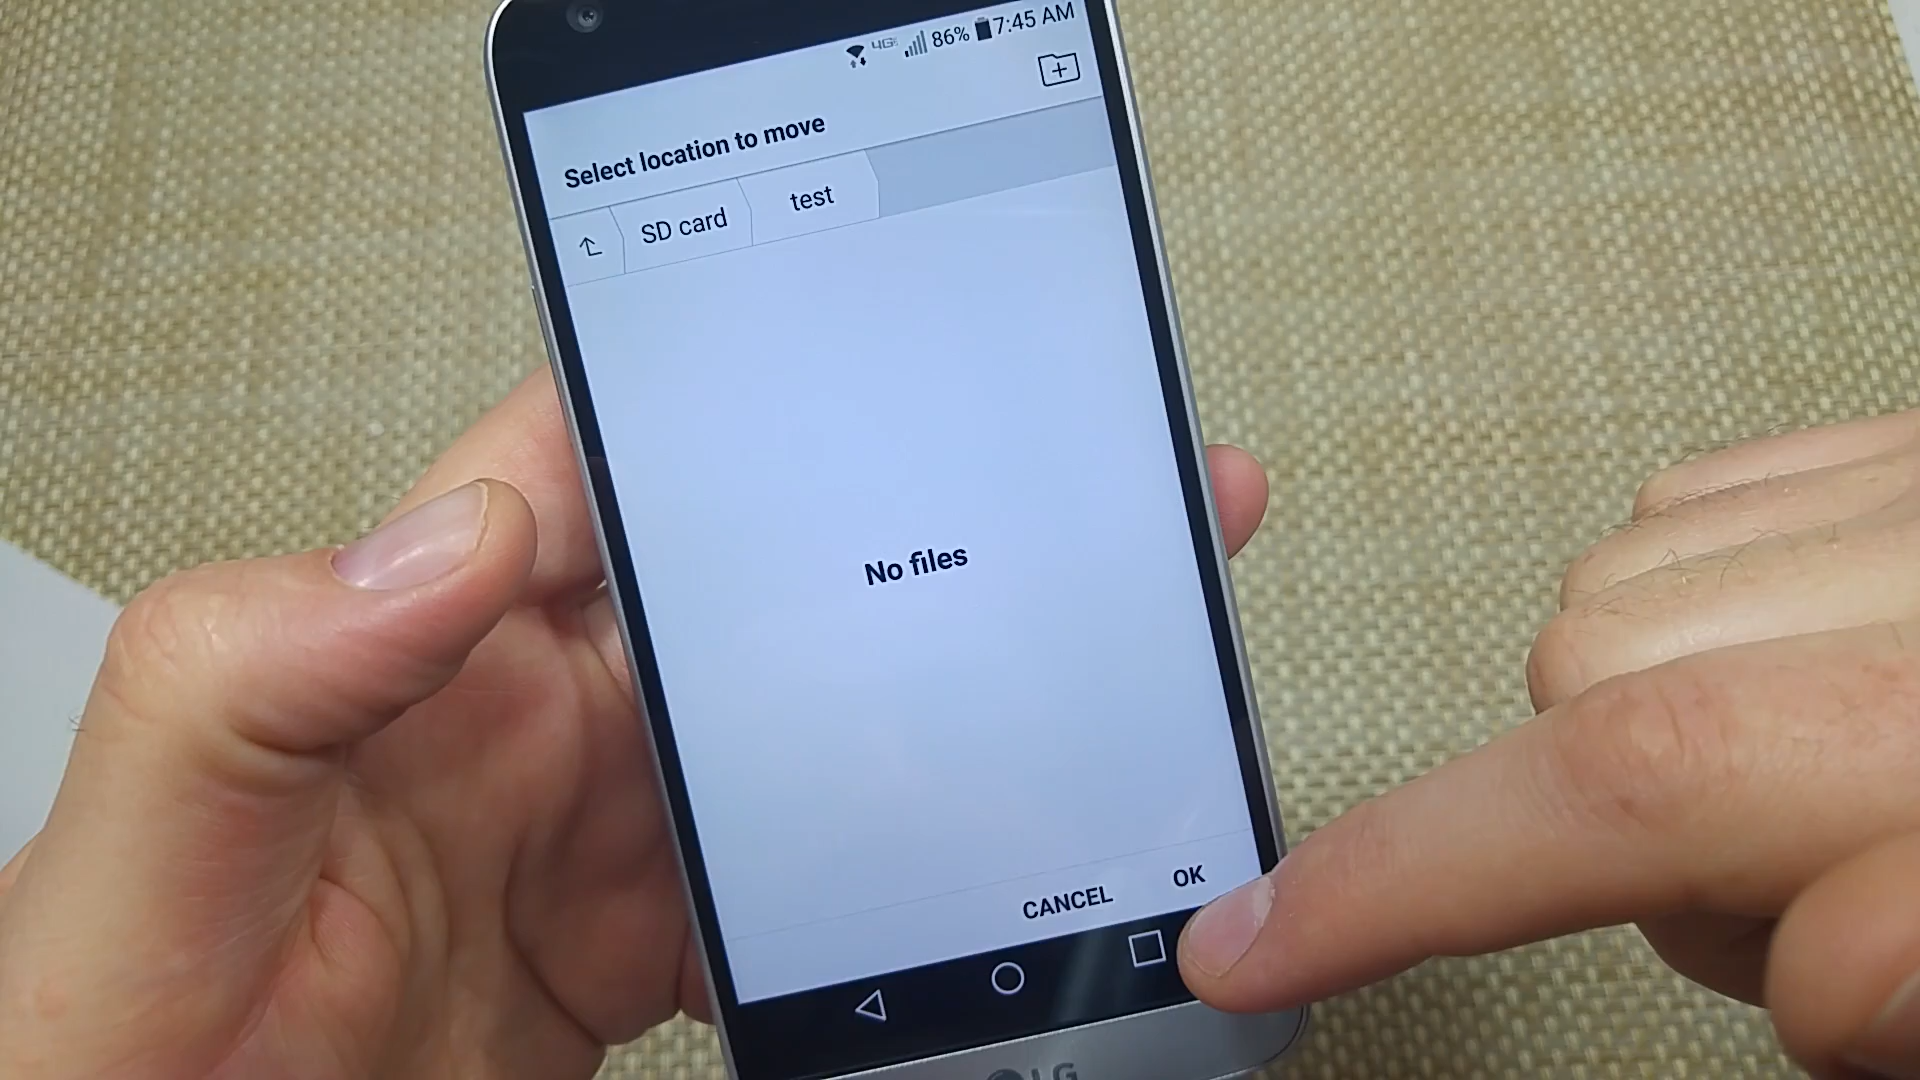 4G 86% 7:45 AM
Select location to move
SD card test
No files
CANCEL OK
LG